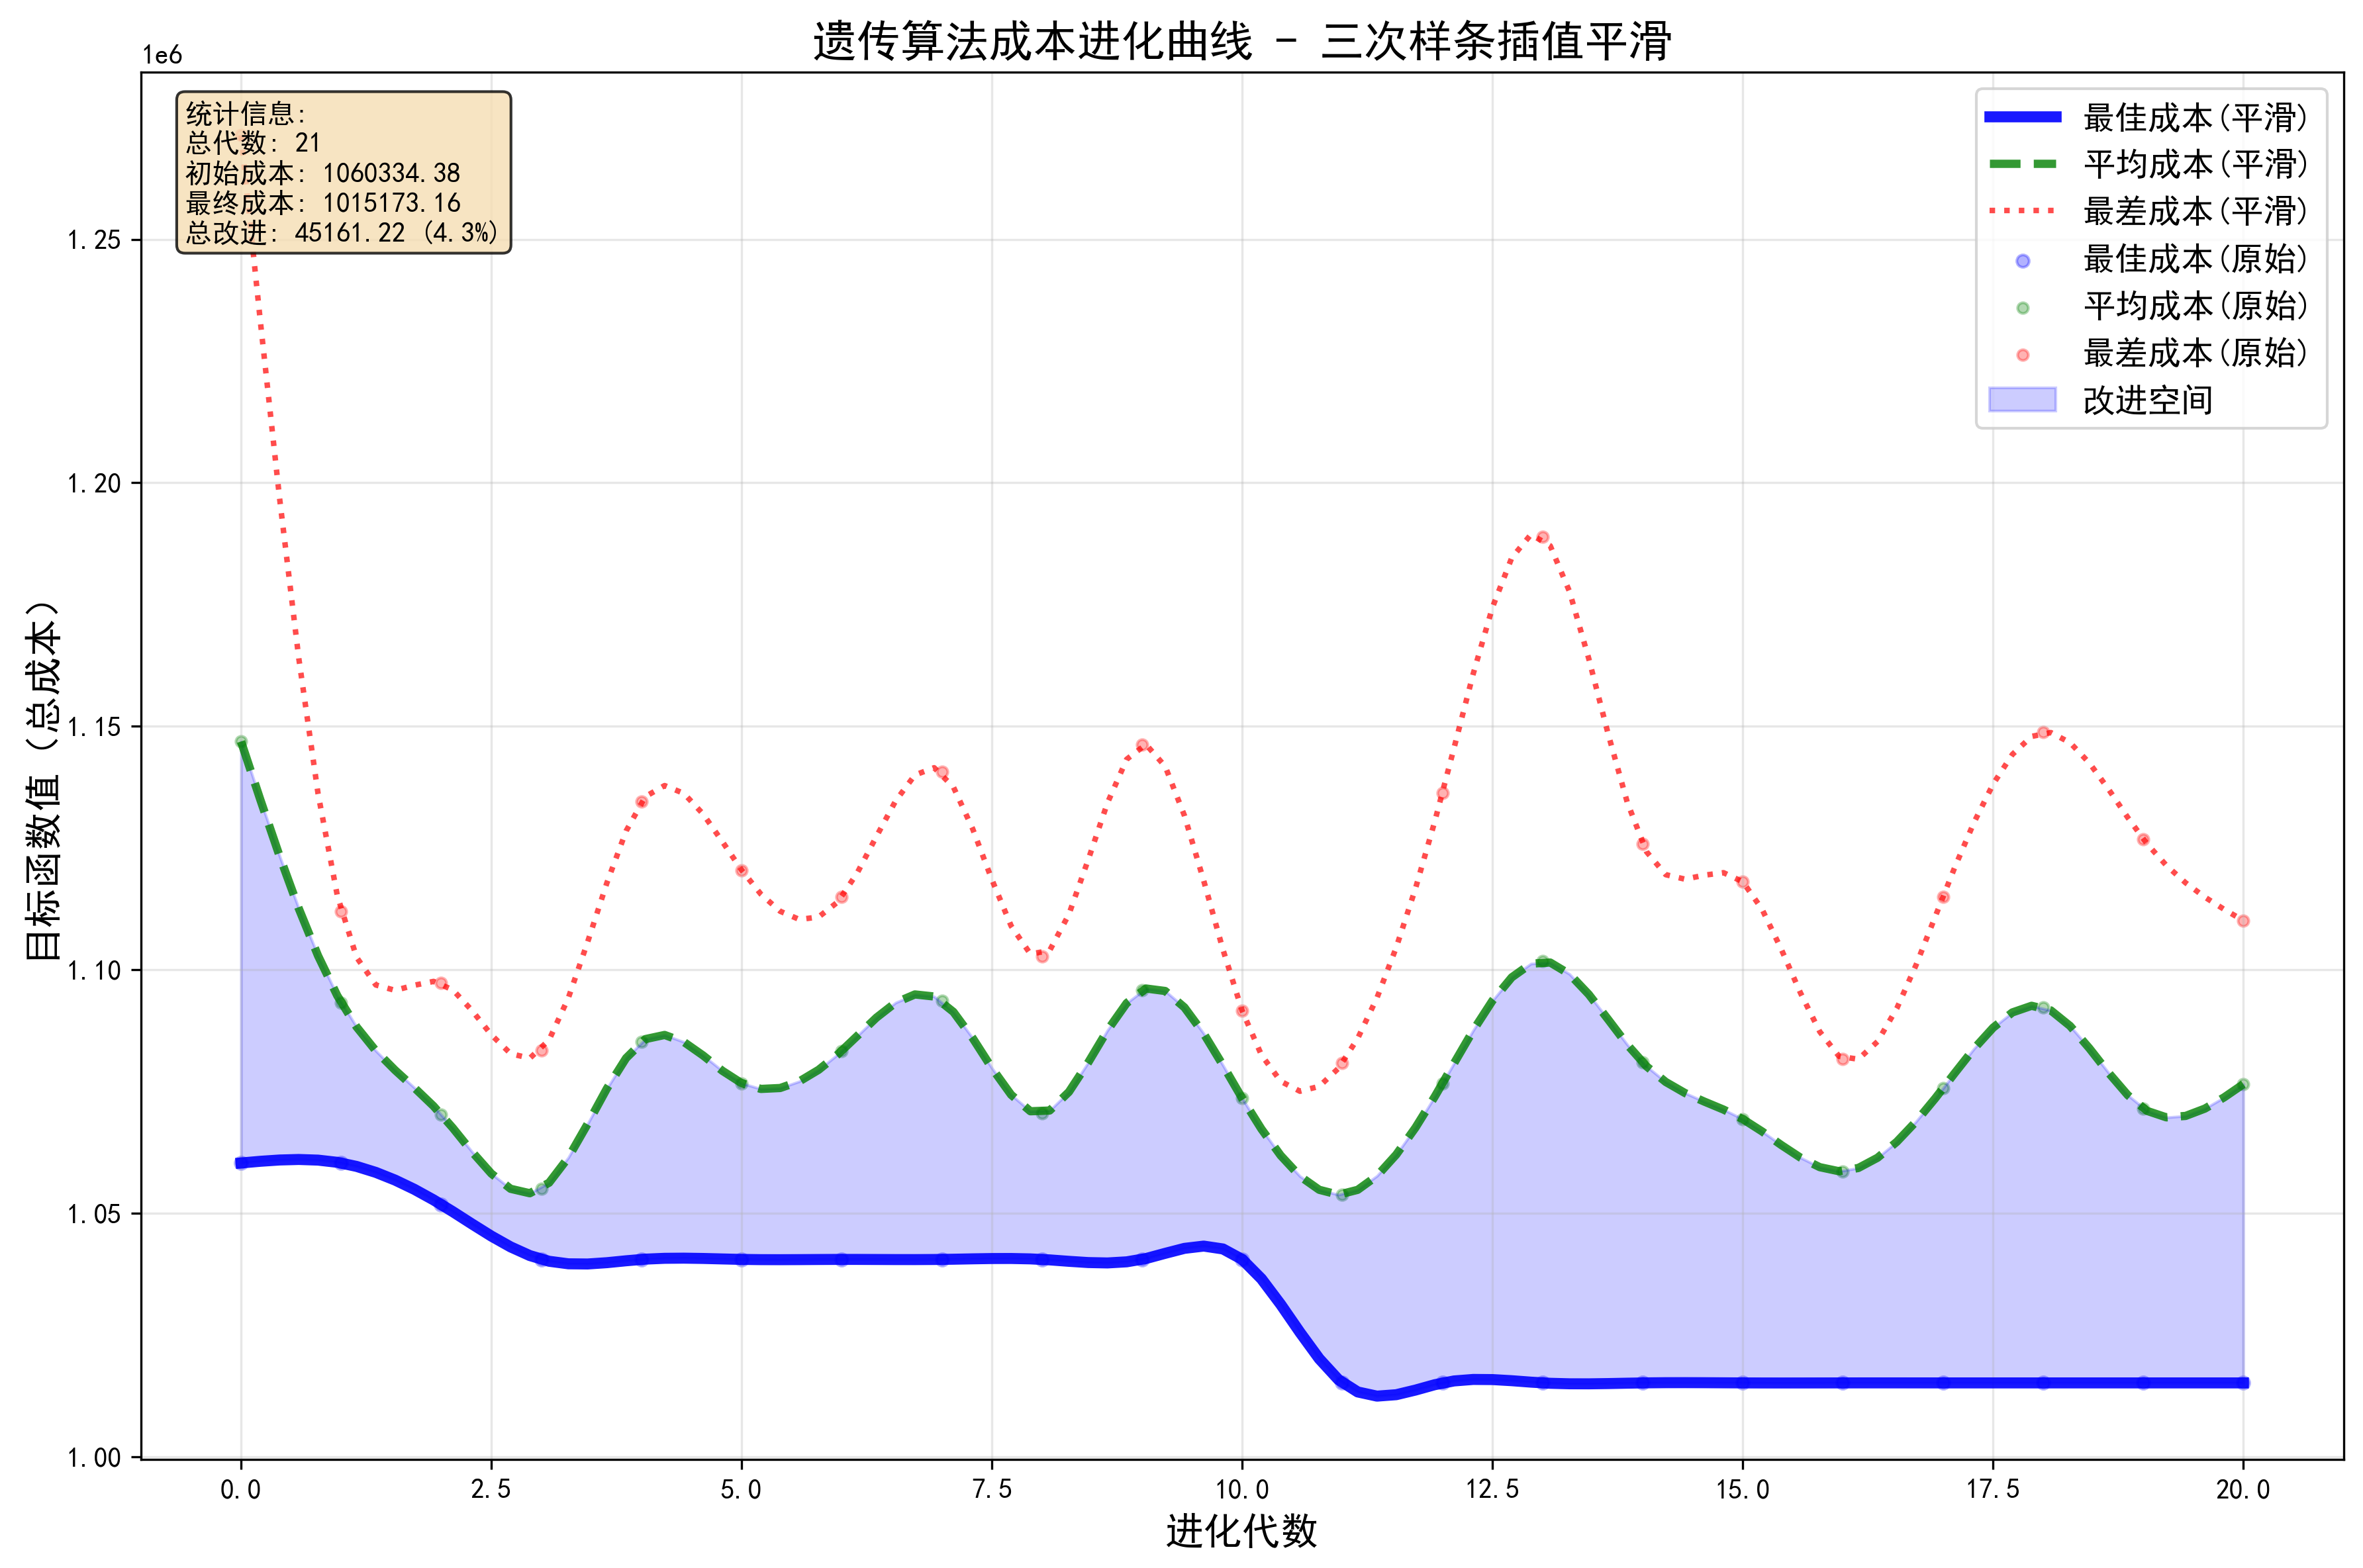 遗传算法成本进化曲线 - 三次样条插值平滑
1e6
统计信息:
总代数: 21
初始成本: 1060334.38
最终成本: 1015173.16
总改进: 45161.22 (4.3%)
最佳成本(平滑)
平均成本(平滑)
最差成本(平滑)
最佳成本(原始)
平均成本(原始)
最差成本(原始)
改进空间
目标函数值（总成本）
1.25
1.20
1.15
1.10
1.05
1.00
0.0 2.5 5.0 7.5 10.0 12.5 15.0 17.5 20.0
进化代数